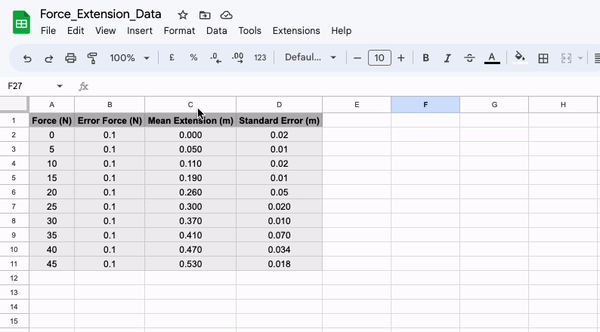 Force_Extension_Data
File Edit View Insert Format Data Tools Extensions Help
100% £ % .0 .00 123 Defaul... − 10 + B I S A
F27 fx
A B C D E F G H
1 Force (N) Error Force (N) Mean Extension (m) Standard Error (m)
2 0 0.1 0.000 0.02
3 5 0.1 0.050 0.01
4 10 0.1 0.110 0.02
5 15 0.1 0.190 0.01
6 20 0.1 0.260 0.05
7 25 0.1 0.300 0.020
8 30 0.1 0.370 0.010
9 35 0.1 0.410 0.070
10 40 0.1 0.470 0.034
11 45 0.1 0.530 0.018
12
13
14
15